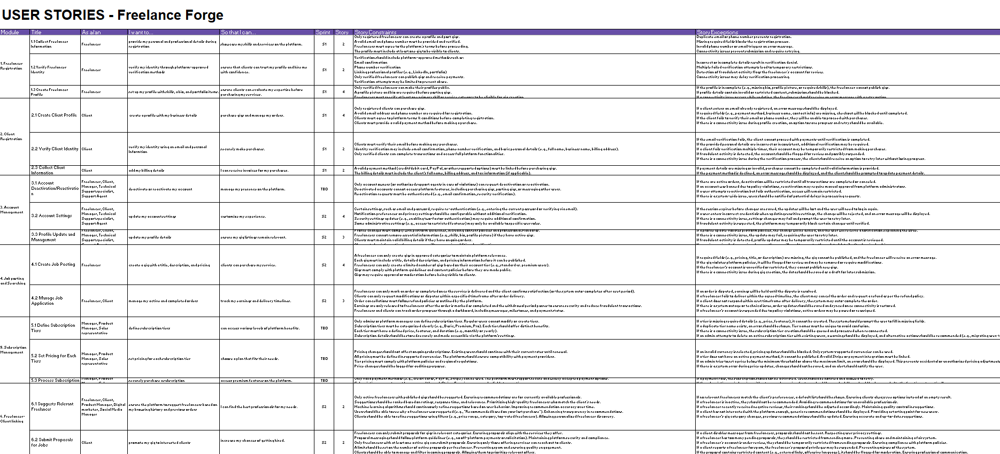 USER STORIES - Freelance Forge
Module Title As a/an I want to... So that I can... Sprint Story Story Constraints Story Exceptions
1. Freelancer
Registration
1.1 Collect Freelancer
Information
Freelancer
provide my personal and professional details during
registration
showcase my skills and services on the platform.
S1
2
Only registered freelancers can create a profile and post gigs.
A valid email and phone number must be provided and verified.
Freelancers must agree to the platform's terms before proceeding.
The profile must include at least one gig to be visible to clients.
Duplicate email or phone number prevents registration.
Missing required fields blocks the registration process.
Invalid phone number or email triggers an error message.
Connectivity issues prevent submission and require retrying.
1.2 Verify Freelancer
Identity
Freelancer
verify my identity through platform-approved
verification methods
ensure that clients can trust my profile and hire me
with confidence.
S1
2
Verification should include platform-approved methods such as:
Email confirmation
Phone number verification
Linking professional profiles (e.g., LinkedIn, portfolio)
Only verified freelancers can publish gigs and receive payments.
Verification attempts may be limited to prevent abuse.
Incorrect or incomplete details result in verification denial.
Multiple failed verification attempts lead to temporary restrictions.
Detection of fraudulent activity flags the freelancer's account for review.
Connectivity issues may delay verification processing.
1.3 Create Freelancer
Profile
Freelancer
set up my profile with skills, a bio, and portfolio items.
ensure clients can evaluate my expertise before
purchasing my services.
S1
4
Only verified freelancers can make their profiles public.
A profile picture and bio are required before posting gigs.
Freelancers must specify at least one primary skill or service category to be eligible for gig creation.
If the profile is incomplete (e.g., missing bio, profile picture, or required skills), the freelancer cannot publish gigs.
If profile details contain invalid or restricted content, submission should be blocked.
If a connectivity issue occurs while updating, the freelancer should receive an error message with a retry option.
2. Client
Registration
2.1 Create Client Profile
Client
create a profile with my business details
purchase gigs and manage my orders.
S1
4
Only registered clients can purchase gigs.
A valid email address and phone number are required for registration.
Clients must agree to platform terms & conditions before completing registration.
Clients must provide a valid payment method before making a purchase.
If a client enters an email already registered, an error message should be displayed.
If required fields (e.g., payment method, business name, contact info) are missing, checkout will be blocked until completed.
If the client fails to verify their email or phone number, they will be unable to proceed with purchases.
If there is a connectivity issue during profile creation, an option to save progress and retry should be available.
2.2 Verify Client Identity
Client
verify my identity using an email and personal
Informtion
securely make purchases.
S1
2
Clients must verify their email before making any purchases.
Identity verification may include email confirmation, phone number verification, and basic personal details (e.g., full name, business name, billing address).
Only verified clients can complete transactions and access full platform functionalities.
If the email verification fails, the client cannot proceed with payments until verification is completed.
If the provided personal details are incorrect or inconsistent, additional verification may be required.
If a client fails verification multiple times, their account may be temporarily restricted from making purchases.
If fraudulent activity is detected, the account should be flagged for review and possibly suspended.
If there is a connectivity issue during the verification process, the client should receive an option to retry later without losing progress.
2.3 Collect Client
Information
Client
add my billing details
I can receive invoices for my purchases.
S1
2
A valid payment method (credit/debit card, PayPal, or other supported options) must be linked before purchasing gigs.
The billing details must include the client's full name, billing address, and tax information (if applicable).
If payment details are missing or invalid, purchases cannot be completed until valid information is provided.
If the payment method is declined, an error message should be displayed, and the client should be prompted to update payment details.
3. Account
Management
3.1 Account
Deactivation/Reactivatio
n
Freelancer, Client,
Manager, Technical
Support specialist,
Support Agent
deactivate or reactivate my account
manage my presence on the platform.
TBD
Only account owners (or authorized support agents in case of violations) can request deactivation or reactivation.
Deactivated accounts cannot access platform features, including purchasing gigs, posting gigs, or messaging other users.
Reactivation requests must be authenticated (e.g., email confirmation, security verification).
If there are active orders, deactivation will be restricted until all transactions are completed or canceled.
If an account was banned due to policy violations, reactivation may require manual approval from platform administrators.
If a user attempts reactivation but fails authentication, access will remain restricted.
If there is a system-wide issue, users should be notified of potential delays in processing requests.
3.2 Account Settings
Freelancer, Client,
Manager, Technical
Support specialist,
Support Agent
update my account settings
customize my experience.
S2
4
Certain settings, such as email and password, require re-authentication (e.g., entering the current password or verifying via email).
Notification preferences and privacy settings should be configurable without additional verification.
Security settings updates (e.g., enabling two-factor authentication) may require additional confirmation.
Some administrative settings (e.g., access to restricted features) may only be available to specific user roles.
If the session expires before changes are saved, the updates will be lost and the user will need to log in again.
If a user enters incorrect credentials when updating sensitive settings, the change will be rejected, and an error message will be displayed.
If there is a connectivity issue, settings changes may fail and prompt the user to retry later.
If fraudulent activity is suspected, the platform may temporarily block certain changes until verified.
3.3 Profile Update and
Management
Freelancer, Client,
Manager, Technical
Support specialist,
update my profile details
ensure my gig listings remain relevant.
S2
3
Profile changes must comply with platform guidelines, including content policies and professional standards.
Freelancers cannot remove essential information (e.g., skills, bio, profile picture) if they have active gigs.
Clients must maintain valid billing details if they have ongoing orders.
If a profile update violates platform policies, the change will be denied, and the user will receive a notification explaining the issue.
If there is a connectivity issue, the update may fail, requiring the user to retry later.
If fraudulent activity is detected, profile updates may be temporarily restricted until the account is reviewed.
4. Job posting
and Searching
4.1 Create Job Posting
Freelancer
create a gig with a title, description, and pricing
clients can purchase my service.
S2
4
A freelancer can only create gigs in approved categories to maintain platform relevance.
Each gig must include a title, detailed description, and pricing information before it can be published.
Freelancers can only create a limited number of gigs based on their account tier (e.g., standard vs. premium users).
Gigs must comply with platform guidelines and content policies before they are made public.
Gigs may require approval or moderation before being visible to clients.
If required fields (e.g., pricing, title, or description) are missing, the gig cannot be published, and the freelancer will receive an error message.
If the gig violates platform policies, it will be flagged for review and may be removed or require modifications.
If the freelancer's account is unverified or restricted, they cannot publish new gigs.
If there is a connectivity issue during gig creation, the data should be saved as a draft for later submission.
4.2 Manage Job
Application
Freelancer, Client
manage my active and completed orders
track my earnings and delivery timelines.
S2
3
Freelancers can only mark an order as completed once the service is delivered and the client confirms satisfaction (or the system auto-completes after a set period).
Clients can only request modifications or disputes within a specified timeframe after order delivery.
Order cancellations must follow refund policies as outlined by the platform.
Earnings are only released to freelancers after the order is marked as completed and the withdrawal period passes to ensure security and reduce fraudulent transactions.
Freelancers and clients can track order progress through a dashboard, including messages, milestones, and payment status.
If an order is disputed, earnings will be held until the dispute is resolved.
If a freelancer fails to deliver within the agreed timeline, the client may cancel the order and request a refund as per the refund policy.
If a client does not respond within a set timeframe after delivery, the system may auto-complete the order.
If there is a system outage or technical issue, order updates should be saved and synced once connectivity is restored.
If a freelancer's account is suspended due to policy violations, active orders may be paused or reassigned.
5. Subscription
Management
5.1 Define Subscription
Tiers
Manager, Product
Manager, Sales
representative
define subscription tiers
can access various levels of platform benefits.
TBD
Only admins or platform managers can define subscription tiers. Regular users cannot modify or create tiers.
Subscription tiers must be categorized clearly (e.g., Basic, Premium, Pro). Each tier should offer distinct benefits.
Each tier must have a defined price, features, and duration (e.g., monthly or yearly).
Subscription details should be stored securely and made accessible via the platform's settings.
If a tier is missing required details (e.g., price, features), it cannot be created. The system should prompt the user to fill in missing fields.
If a duplicate tier name exists, an error should be shown. Tier names must be unique to avoid confusion.
If there is a connectivity issue, the subscription tier creation should be queued and processed when reconnected.
If an admin attempts to delete an active subscription tier with existing users, a warning should be displayed, and alternative actions should be recommended (e.g., migrating users t
5.2 Set Pricing for Each
Tiers
Manager, Product
Manager, Sales
representative
set pricing for each subscription tier
choose a plan that fits their needs.
TBD
Pricing changes should not affect ongoing subscriptions. Existing users should continue with their current rates until renewal.
All pricing must be defined in supported currencies. The platform should ensure compatibility with payment providers.
Tier pricing must comply with platform policies and regional regulations.
Price changes should be logged for auditing purposes.
If an invalid currency is selected, pricing updates should be blocked. Only system-supported currencies can be used.
If a tier does not have an active payment method, it cannot be published. A valid Stripe or payment integration must be linked.
If an admin tries to set a price below the minimum threshold or above the maximum limit, an error should be displayed. This prevents accidental or unauthorized pricing adjustments
If there is a system error during price updates, changes should not be saved, and an alert should notify the user.
5.3 Process Subscription
Manager, Product
securely purchase a subscription
access premium features on the platform.
TBD
Only valid payment methods (e.g., credit cards, PayPal, Stripe) can be used. The platform must support secure and widely accepted payment options.
If a payment fails, the subscription should not be activated. Users should be notified and allowed to retry.
6. Freelancer-
Client linking
6.1 Suggests Relevant
Freelancer
Freelancer, Client,
Product Manager, Digital
marketer, Social Media
Manager
ensure the platform to suggest freelancers based on
my browsing history and previous orders
I can find the best professionals for my needs.
S2
2
Only active freelancers with published gigs should be suggested. Ensuring recommendations are for currently available professionals.
Suggestions should be ranked based on ratings, response time, and relevance. Prioritizing high-quality freelancers who match the client's needs.
Machine learning algorithms should continuously refine suggestions based on user behavior. Improving recommendation accuracy over time.
Users should be able to see why a freelancer was suggested (e.g., "Recommended based on your last purchase"). Enhancing transparency in recommendations.
Clients should be able to refine suggestions using filters (e.g., price range, category, top-rated freelancers). Allowing personalized freelancer discovery.
If no relevant freelancers match the client's preferences, a default list should be shown. Ensuring clients always see options instead of an empty result.
If a freelancer is inactive, they should not be recommended. Avoiding recommendations for unavailable professionals.
If a freelancer recently received negative reviews, their ranking should be adjusted accordingly. Maintaining quality control in suggestions.
If a client has not interacted with the platform enough, generic recommendations should be displayed. Providing a starting point for new users.
If a freelancer's gig category changes, previous recommendations should be updated. Ensuring accurate and up-to-date suggestions.
6.2 Submit Proposals
for Jobs
Client
promote my gig to interested clients
increase my chances of getting hired.
S2
2
Freelancers can only submit proposals for gigs in relevant categories. Ensuring proposals align with the services they offer.
Proposal messaging should follow platform guidelines (e.g., no off-platform payments or solicitation). Maintaining platform security and compliance.
Only freelancers with at least one active gig can submit proposals. Ensuring only those offering services can reach out to clients.
A limit should be set on the number of active proposals per freelancer. Preventing spam and ensuring quality engagement.
Clients should be able to manage and filter incoming proposals. Allowing them to prioritize relevant offers.
If a client disables messages from freelancers, proposals should not be sent. Respecting user privacy settings.
If a freelancer has too many pending proposals, they should be restricted from sending more. Preventing abuse and maintaining a fair system.
If a freelancer's account is under review, they should be temporarily restricted from sending proposals. Ensuring compliance with platform policies.
If a client reports a freelancer for spam, the freelancer's proposal privileges may be suspended. Preventing misuse of the system.
If the proposal contains restricted content (e.g., external links, offensive language), it should be flagged for moderation. Ensuring professional communication.